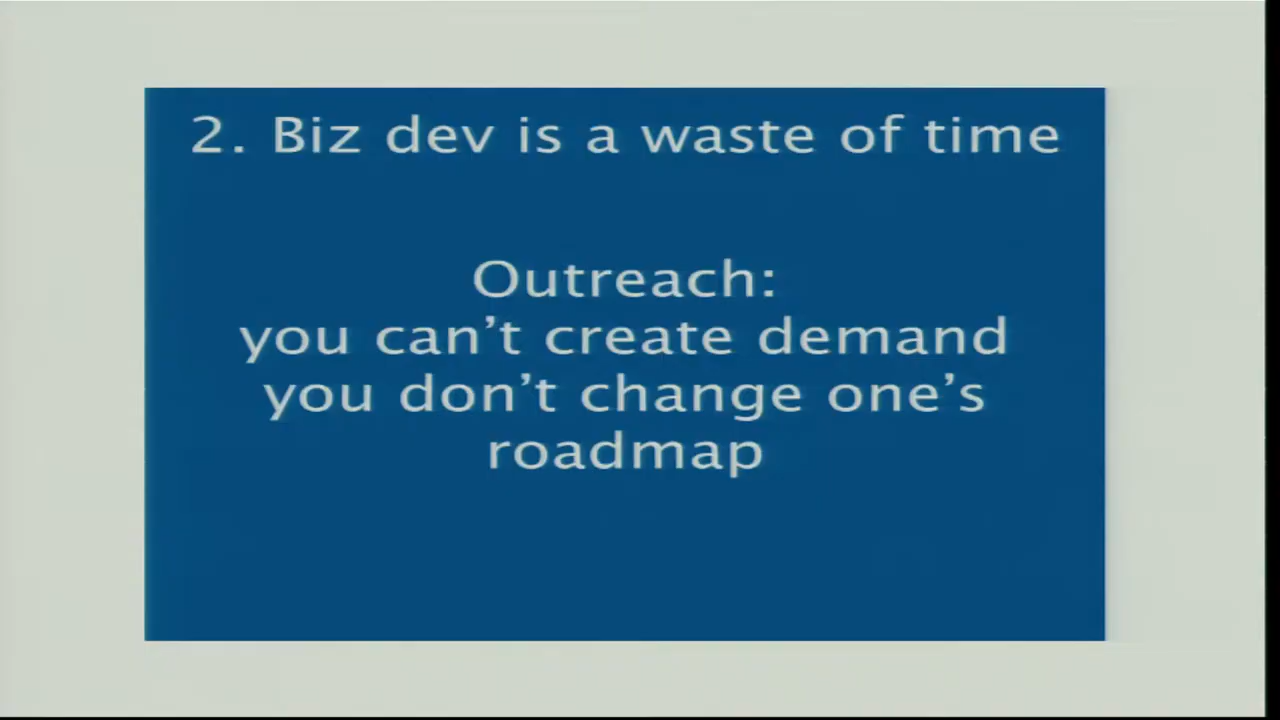 2. Biz dev is a waste of time
Outreach:
you can’t create demand
you don’t change one’s
roadmap